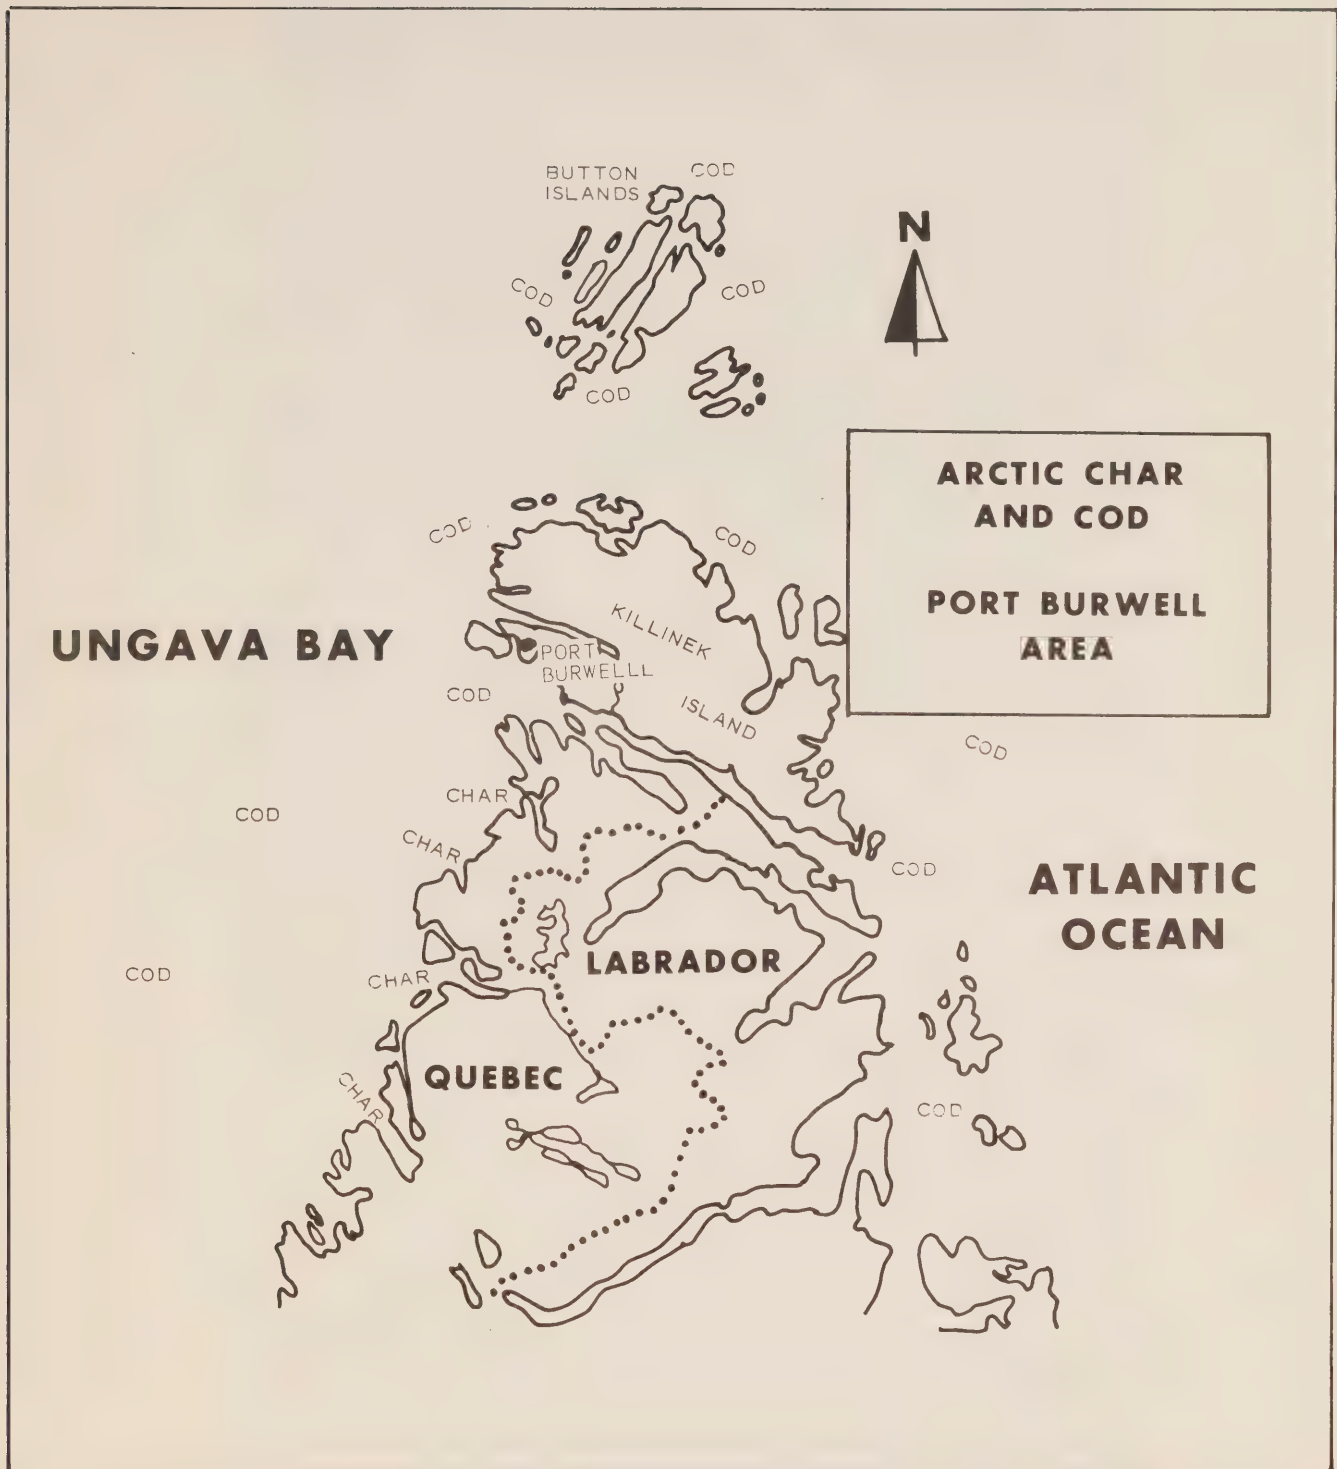 BUTTON
ISLANDS
COD
N
COD
COD
COD
ARCTIC CHAR
AND COD
PORT BURWELL
AREA
COD
COD
KILLINEK
ISLAND
UNGAVA BAY
PORT
BURWELLL
COD
COD
CHAR
COD
CHAR
COD
ATLANTIC
OCEAN
LABRADOR
COD
CHAR
QUEBEC
CHAR
COD